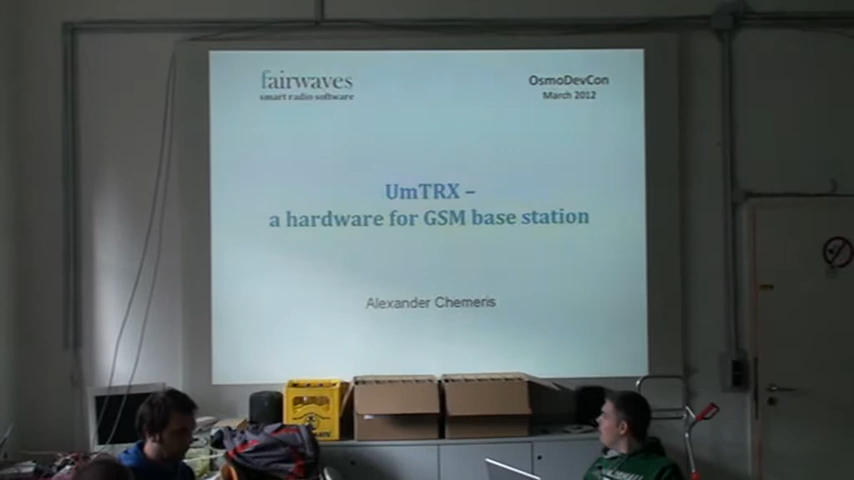 fairwaves
smart radio software
OsmoDevCon
March 2012
UmTRX –
a hardware for GSM base station
Alexander Chemeris